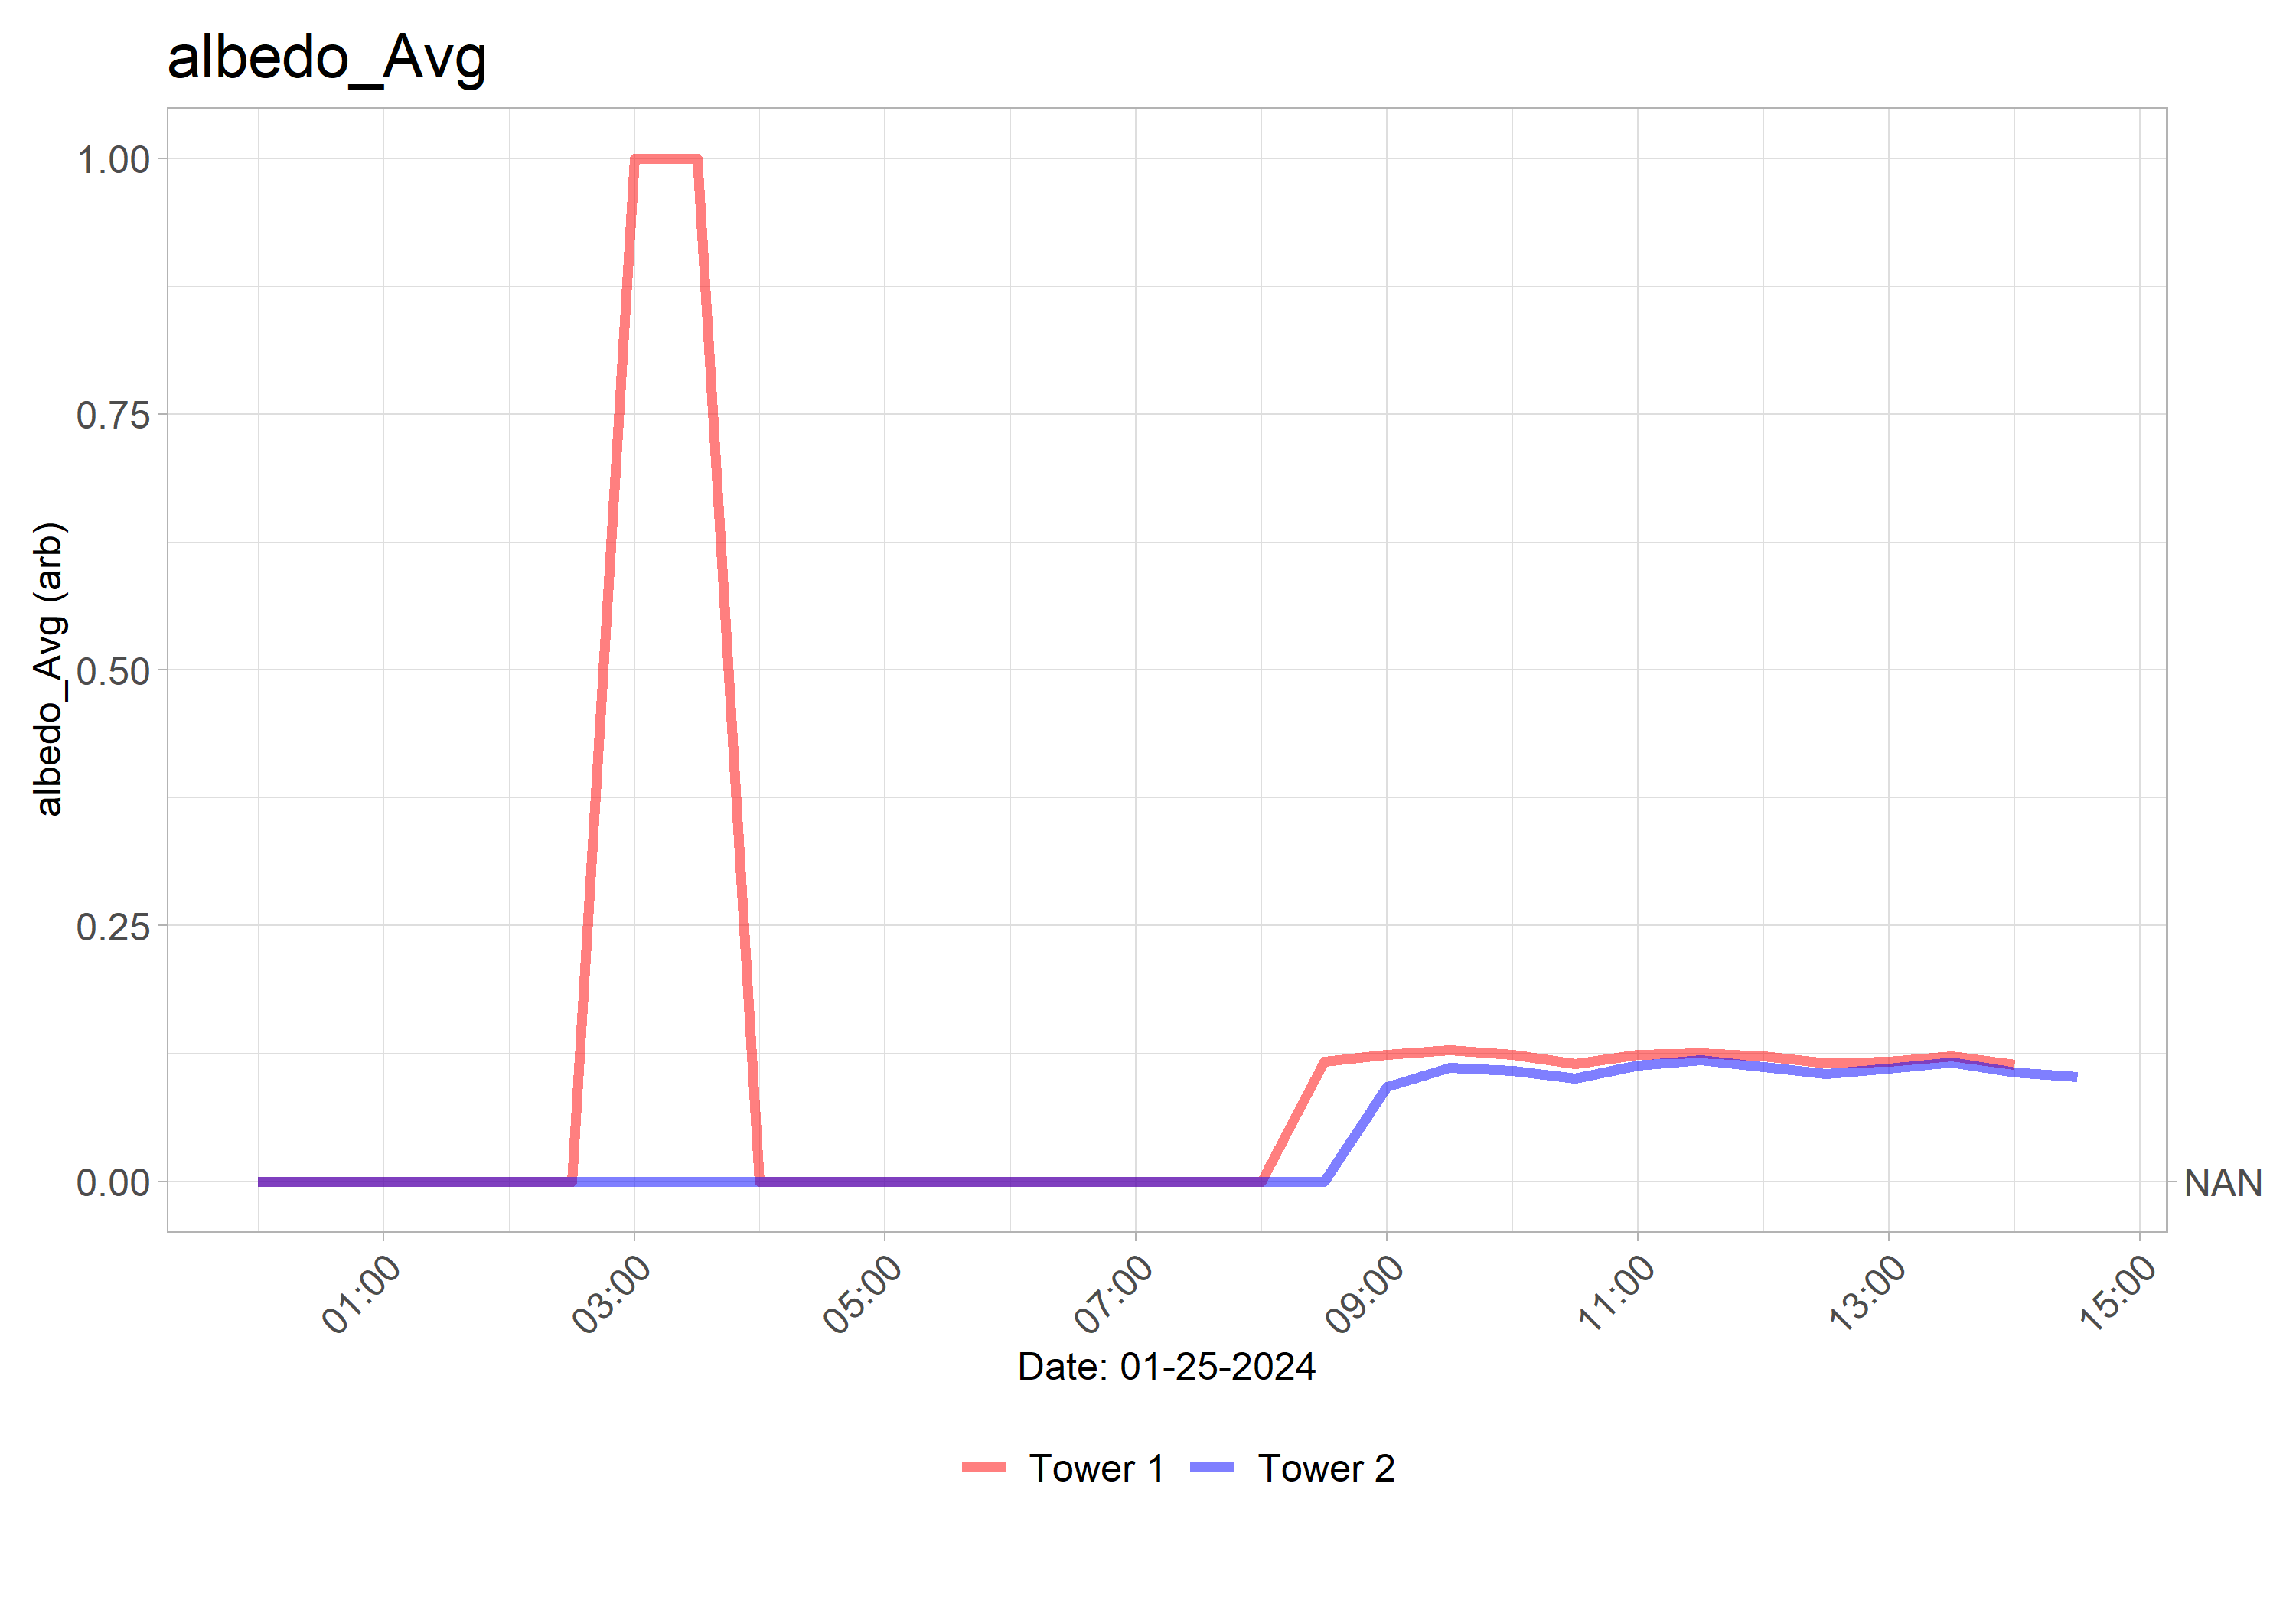 albedo_Avg
albedo_Avg (arb)
1.00
0.75
0.50
0.25
0.00
NAN
01:00
03:00
05:00
07:00
09:00
11:00
13:00
15:00
Date: 01-25-2024
Tower 1
Tower 2